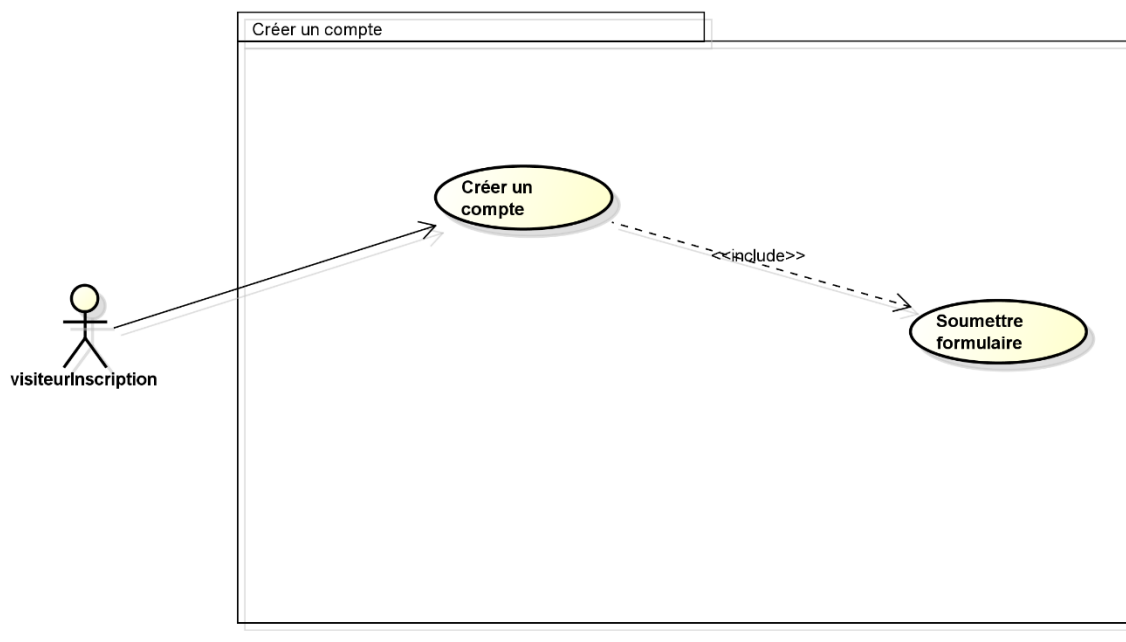 Créer un compte
Créer un
compte
<<include>>
Soumettre
formulaire
visiteurInscription